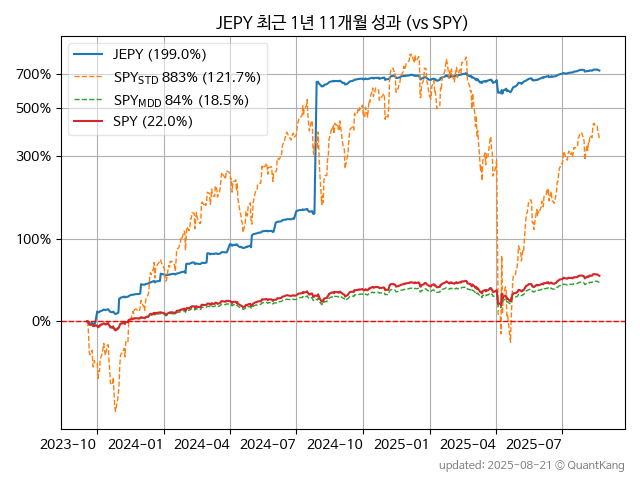 JEPY 최근 1년 11개월 성과 (vs SPY)
JEPY (199.0%)
SPY_STD 883% (121.7%)
SPY_MDD 84% (18.5%)
SPY (22.0%)
700%
500%
300%
100%
0%
2023-10 2024-01 2024-04 2024-07 2024-10 2025-01 2025-04 2025-07
updated: 2025-08-21 © QuantKang